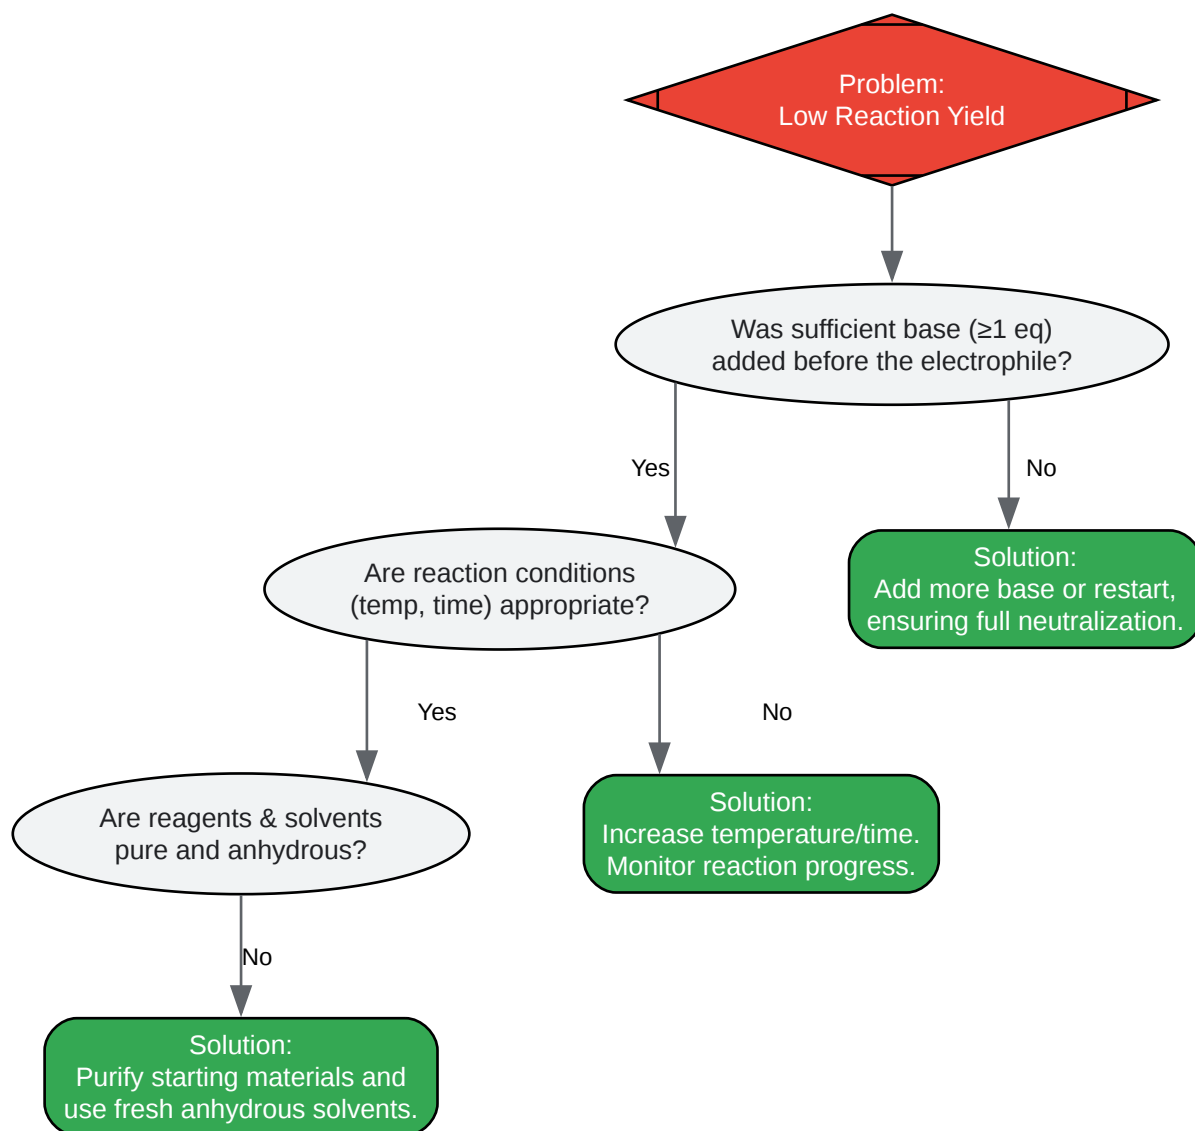 Problem:
Low Reaction Yield
Was sufficient base (≥1 eq)
added before the electrophile?
Yes
No
Are reaction conditions
(temp, time) appropriate?
Solution:
Add more base or restart,
ensuring full neutralization.
Yes
No
Are reagents & solvents
pure and anhydrous?
Solution:
Increase temperature/time.
Monitor reaction progress.
No
Solution:
Purify starting materials and
use fresh anhydrous solvents.